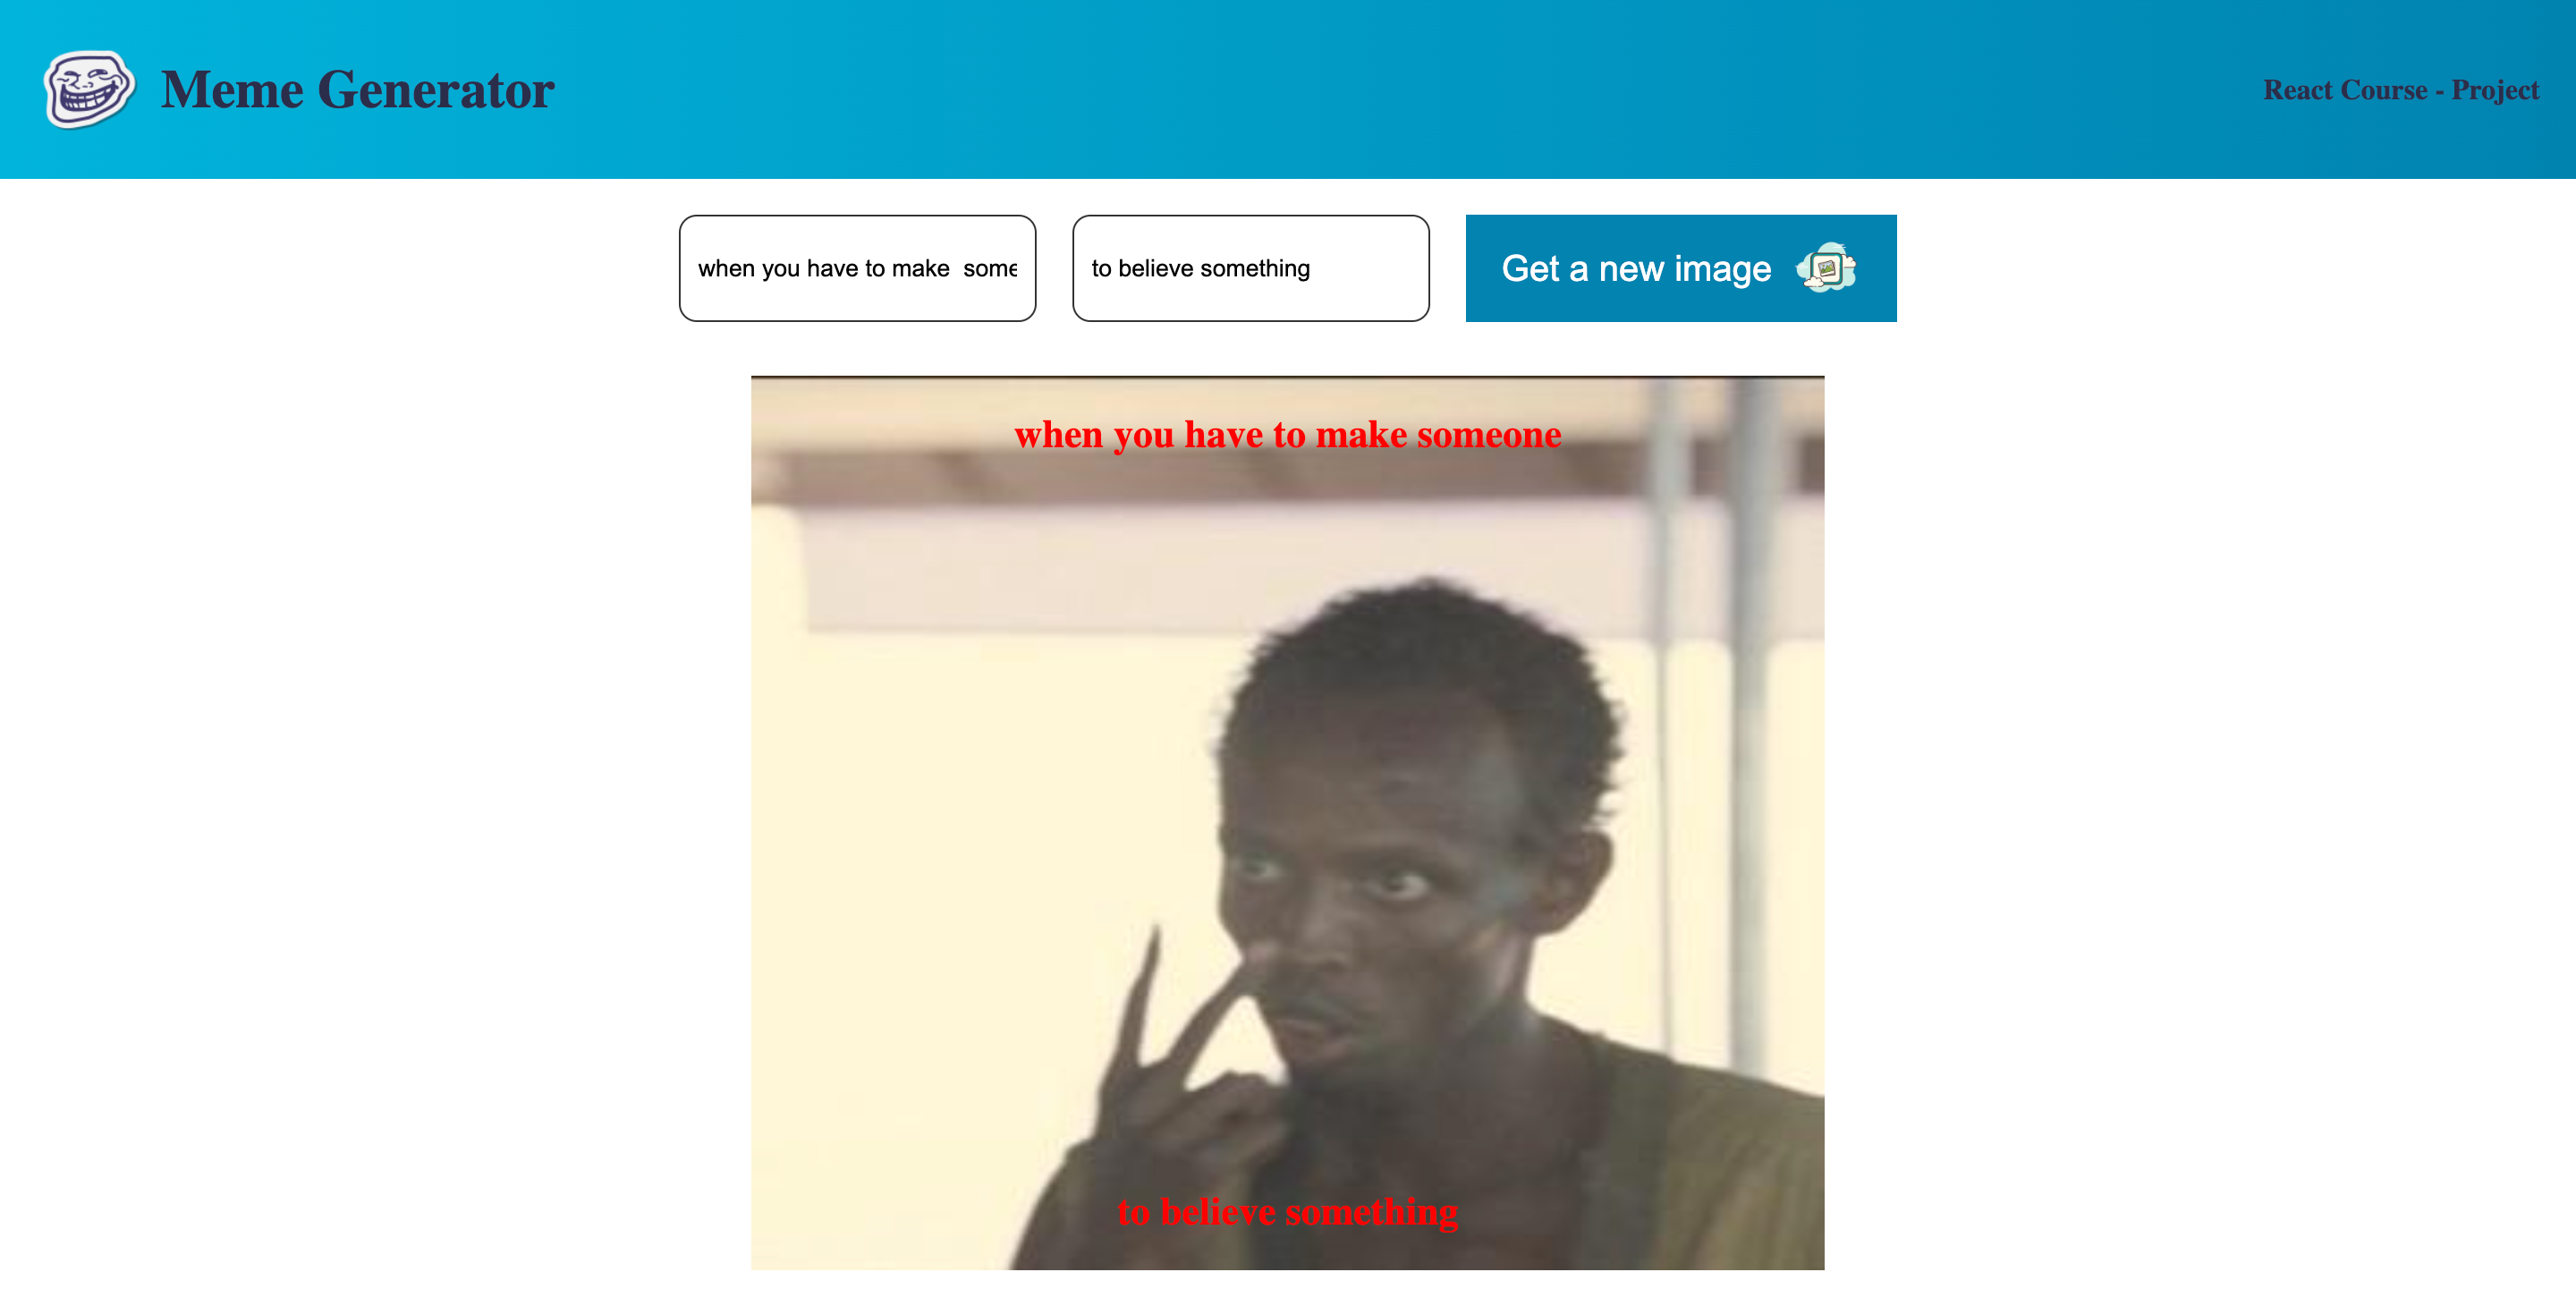 Meme Generator
React Course - Project
when you have to make  some
to believe something
Get a new image
when you have to make someone
to believe something